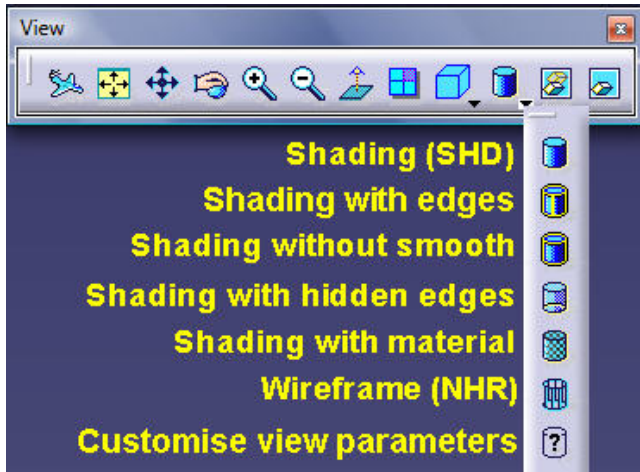 View
Shading (SHD)
Shading with edges
Shading without smooth
Shading with hidden edges
Shading with material
Wireframe (NHR)
Customise view parameters
?